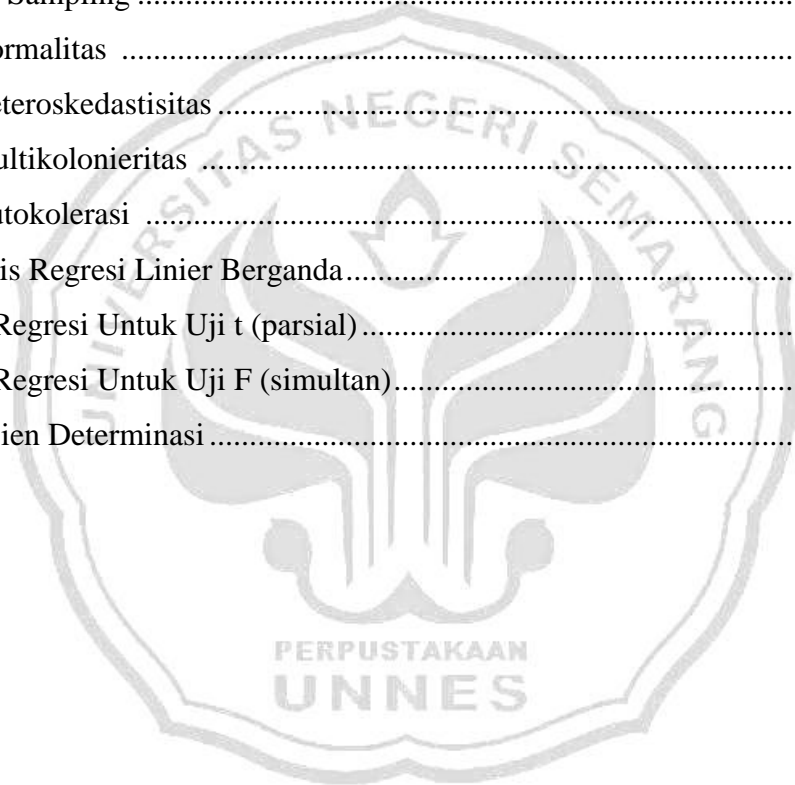 Sampling ........................................................................
ormalitas ........................................................................
eteroskedastisitas ........................................................................
ultikolonieritas ........................................................................
utokolerasi ........................................................................
is Regresi Linier Berganda........................................................................
Regresi Untuk Uji t (parsial) ........................................................................
Regresi Untuk Uji F (simultan)........................................................................
ien Determinasi ........................................................................
UNIVERSITAS NEGERI SEMARANG
PERPUSTAKAAN
UNNES